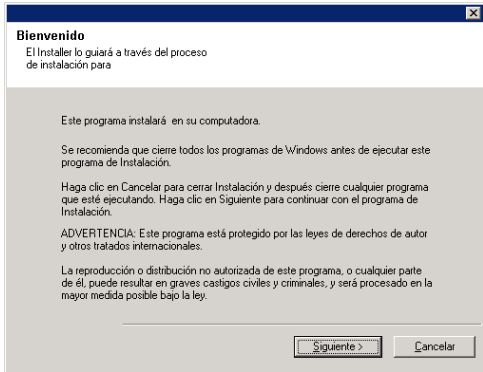 Bienvenido
El Installer lo guiará a través del proceso
de instalación para
Este programa instalará en su computadora.
Se recomienda que cierre todos los programas de Windows antes de ejecutar este
programa de Instalación.
Haga clic en Cancelar para cerrar Instalación y después cierre cualquier programa
que esté ejecutando. Haga clic en Siguiente para continuar con el programa de
Instalación.
ADVERTENCIA: Este programa está protegido por las leyes de derechos de autor
y otros tratados internacionales.
La reproducción o distribución no autorizada de este programa, o cualquier parte
de él, puede resultar en graves castigos civiles y criminales, y será procesado en la
mayor medida posible bajo la ley.
Siguiente > Cancelar